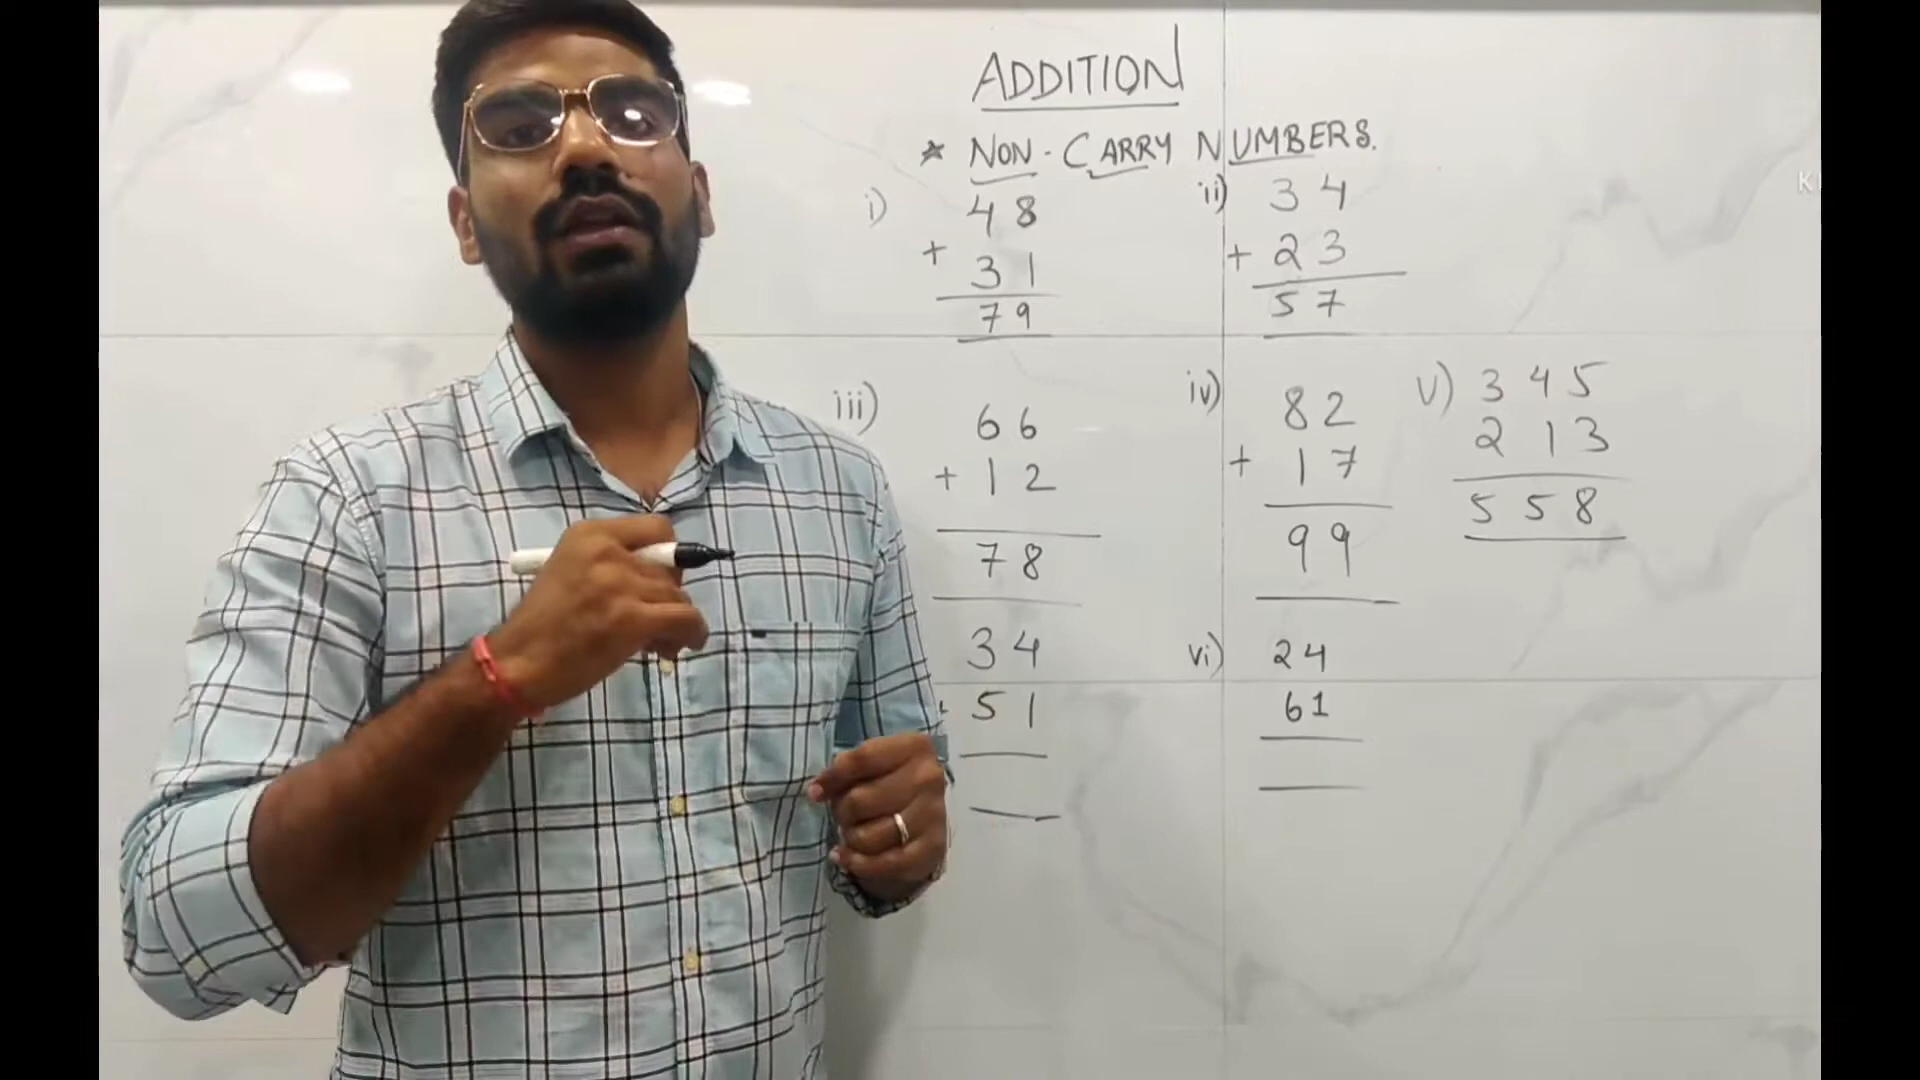 ADDITION
* NON-CARRY NUMBERS.
i) 48
+ 31
79
ii) 34
+ 23
57
iii) 66
+ 12
78
iv) 82
+ 17
99
v) 345
213
558
34
51
vi) 24
61